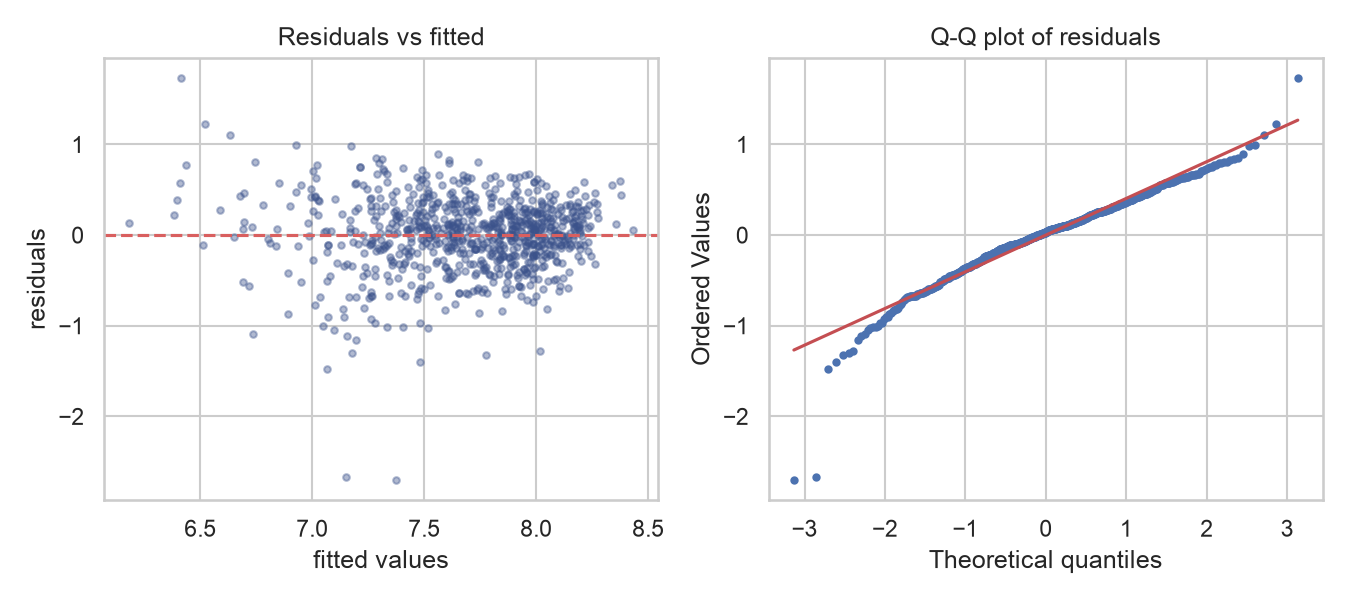 Residuals vs fitted
residuals
1
0
−1
−2
6.5 7.0 7.5 8.0 8.5
fitted values
Q-Q plot of residuals
Ordered Values
1
0
−1
−2
−3 −2 −1 0 1 2 3
Theoretical quantiles